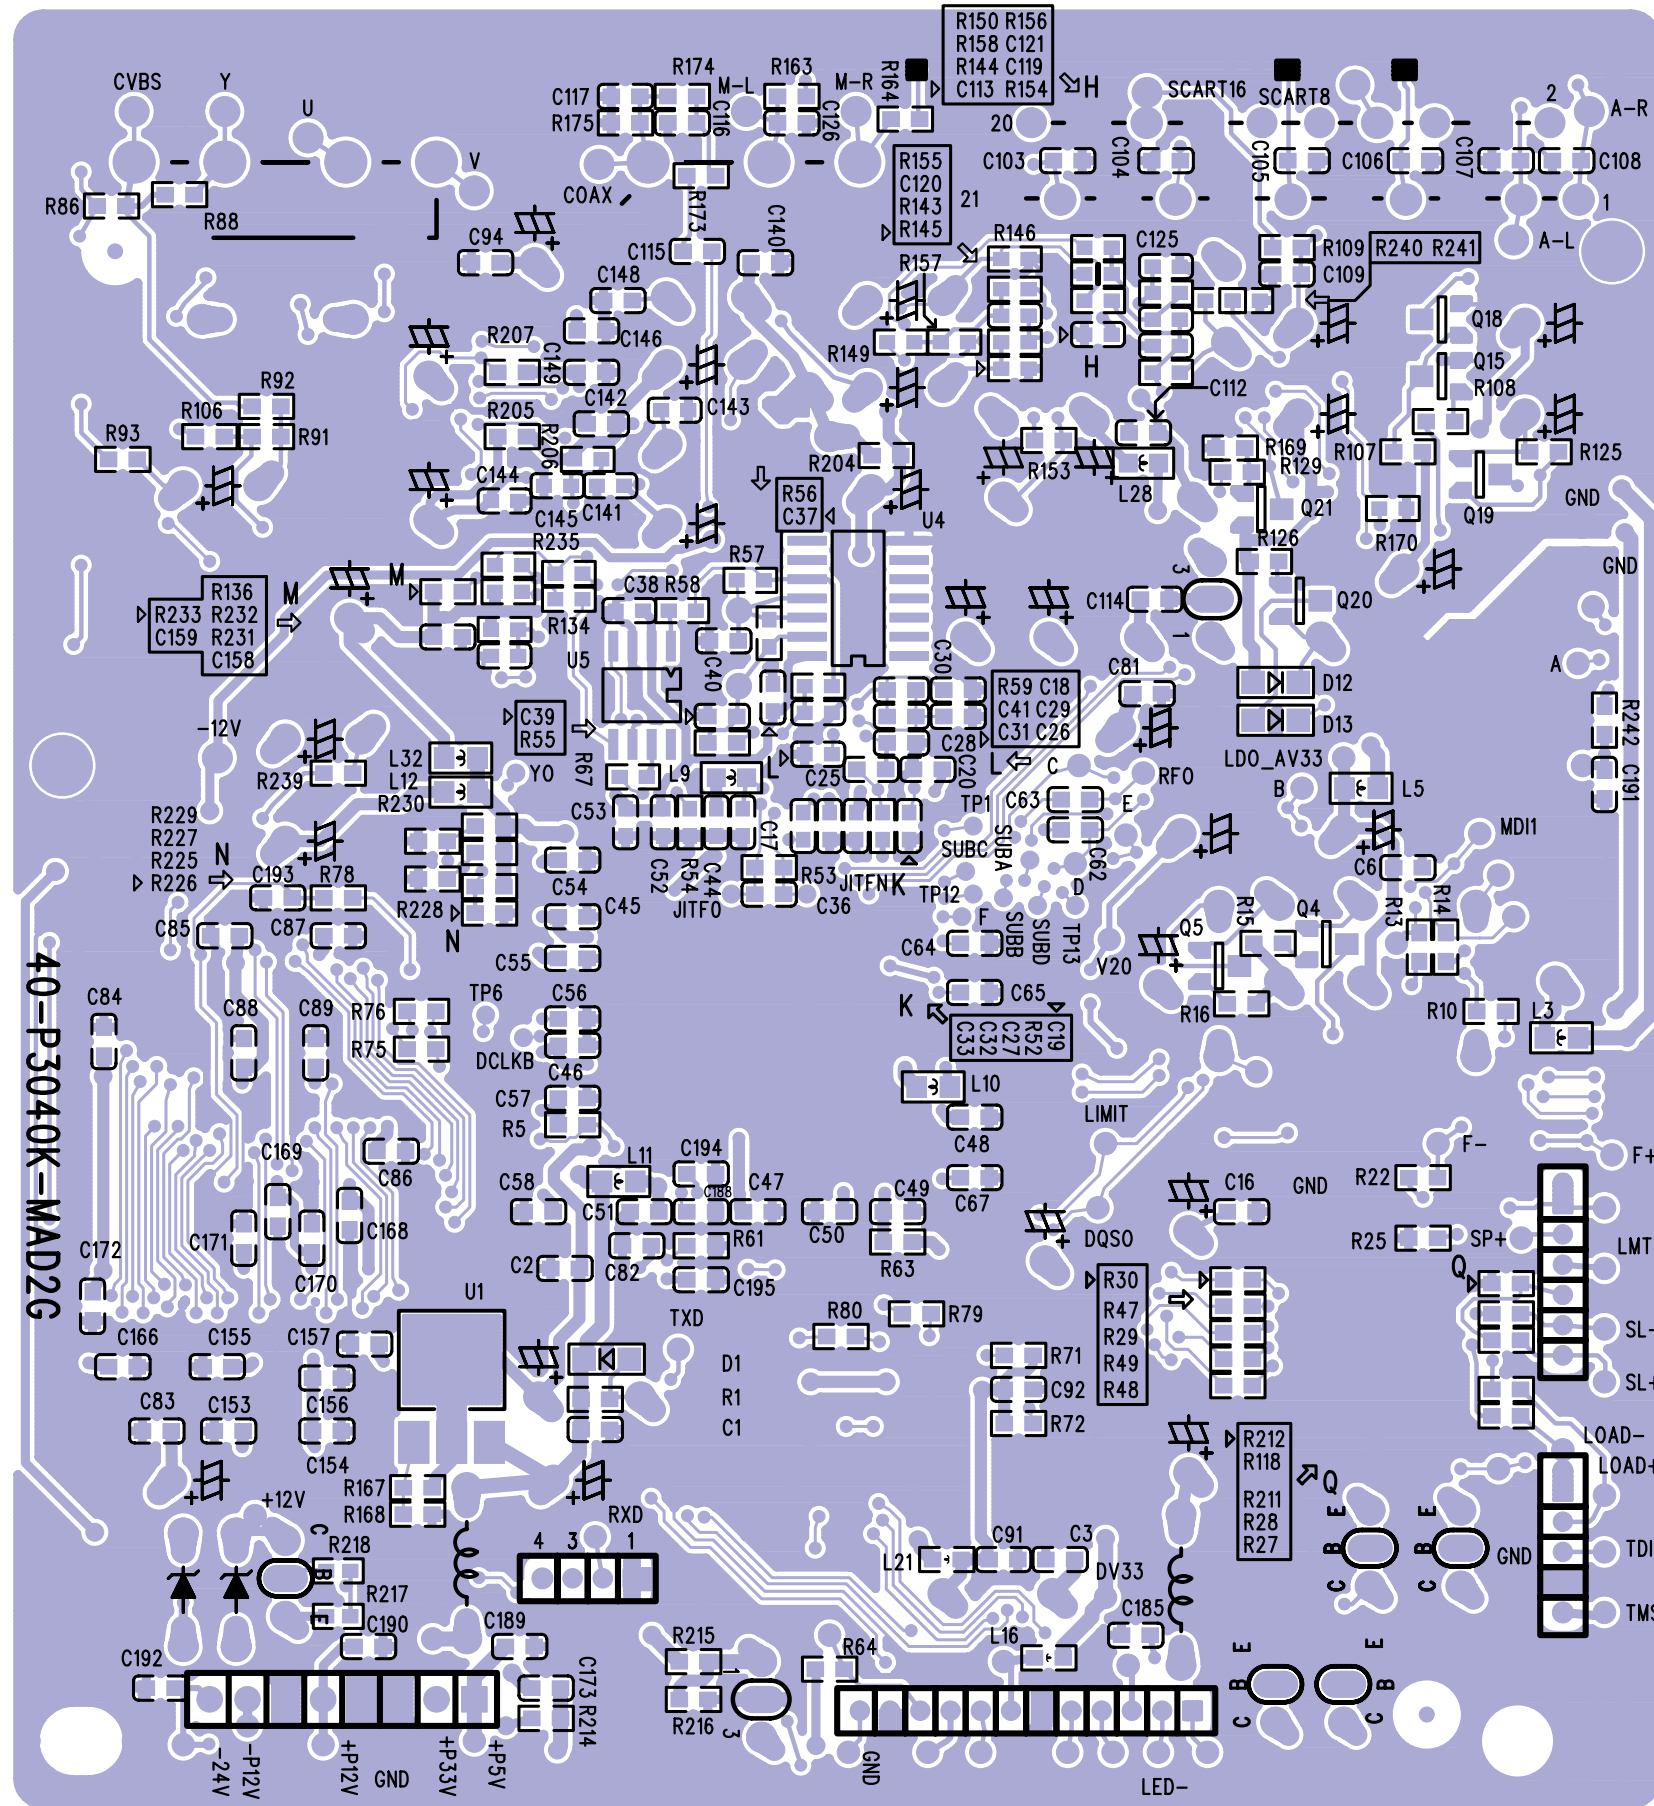 R150 R156
R158 C121
R144 C119
C113 R154
H
CVBS
Y
U
V
C117
R175
R174
C116
M-L
R163
C126
M-R
R164
SCART16
SCART8
2
A-R
20
C103
C104
C105
C106
C107
C108
1
A-L
R86
R88
COAX
R173
C115
C140
R155
C120
R143
R145
21
R146
R157
C125
R109
C109
R240 R241
C94
C148
C146
R207
C149
C142
C143
R149
H
C112
Q18
Q15
R108
R92
R106
R91
R93
R205
R206
C144
C145
C141
R204
R153
L28
R169
R129
R107
R125
GND
R56
C37
U4
Q21
R126
R170
Q19
GND
R235
R57
M
M
R136
R233 R232
C159 R231
C158
C38
R58
R134
U5
C114
3
1
Q20
A
C40
C30
R59 C18
C41 C29
C31 C26
C81
D12
D13
R242
-12V
C39
R55
LDO_AV33
L32
L12
R239
R230
Y0
R67
L9
L
C25
C28
C20
L
C
RFO
B
L5
C191
R229
R227
R225
R226
N
C53
C17
TP1
C63
E
MDI1
C193
R78
C54
C52
R54
C44
JITFO
R53
JITFN
K
C36
SUBC
SUBA
TP12
C62
D
C6
R228
N
C85
C87
C45
C55
F
C64
SUBB
SUBD
TP13
V20
Q5
R15
Q4
R13
R14
40-P3040K-MAD2G
C84
C88
C89
R76
R75
TP6
DCLKB
C56
C46
C65
K
C33
C32
C27
R52
C19
R16
R10
L3
C57
R5
L10
C48
LIMIT
F-
F+
C169
C86
L11
C194
C188
C47
C58
C51
C50
C49
C67
C16
GND
R22
C172
C171
C170
C168
C2
C82
R61
C195
R63
DQSO
R25
SP+
LMT
Q
U1
TXD
R80
R79
R30
R47
R29
R49
R48
SL-
C166
C155
C157
D1
R71
SL+
C83
C153
C156
C154
R1
C1
C92
R72
R212
R118
R211
R28
R27
Q
LOAD-
LOAD+
+12V
R167
R168
RXD
4
3
1
C
B
E
R218
R217
C190
C189
L21
C91
C3
DV33
E
B
C
E
B
C
GND
TDI
TMS
C192
C173
R214
R215
R216
1
3
R64
L16
C185
E
B
C
E
B
C
-24V
-P12V
+P12V
GND
+P33V
+P5V
GND
LED-